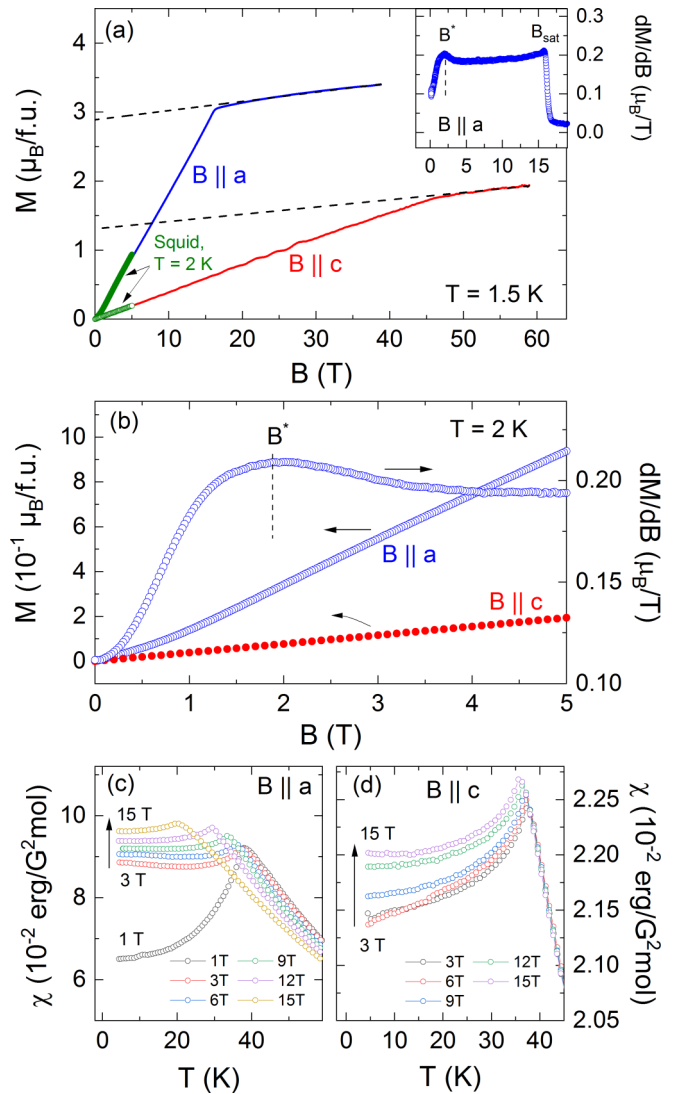 (a)
M (μB/f.u.)
4
3
2
1
0
B || a
B || c
Squid,
T = 2 K
T = 1.5 K
0 10 20 30 40 50 60
B (T)
B*
Bsat
B || a
0.3
0.2
0.1
0.0
dM/dB (μB/T)
0 5 10 15
(b)
T = 2 K
B*
M (10⁻¹ μB/f.u.)
10
8
6
4
2
0
B || a
B || c
0.20
0.15
0.10
dM/dB (μB/T)
0 1 2 3 4 5
B (T)
(c)
B || a
χ (10⁻² erg/G²mol)
10
8
6
15 T
3 T
1 T
1T
3T
6T
9T
12T
15T
0 20 40
T (K)
(d)
B || c
15 T
3 T
3T
6T
9T
12T
15T
2.25
2.20
2.15
2.10
2.05
χ (10⁻² erg/G²mol)
0 10 20 30 40
T (K)